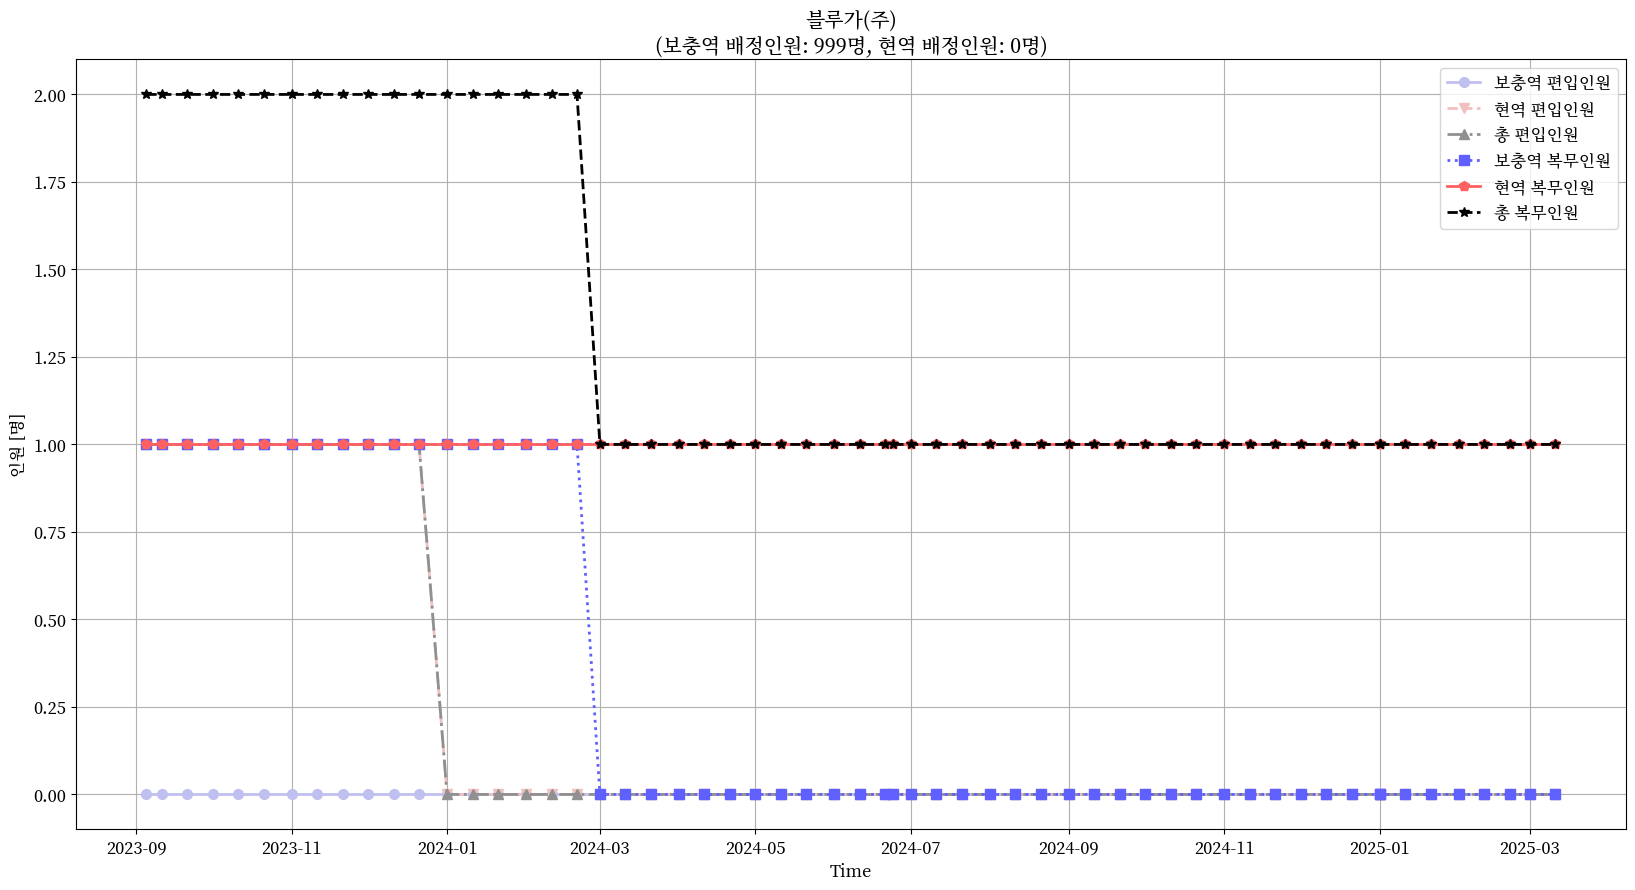 블루가(주)
(보충역 배정인원: 999명, 현역 배정인원: 0명)
보충역 편입인원
현역 편입인원
총 편입인원
보충역 복무인원
현역 복무인원
총 복무인원
인원 [명]
2.00
1.75
1.50
1.25
1.00
0.75
0.50
0.25
0.00
2023-09 2023-11 2024-01 2024-03 2024-05 2024-07 2024-09 2024-11 2025-01 2025-03
Time